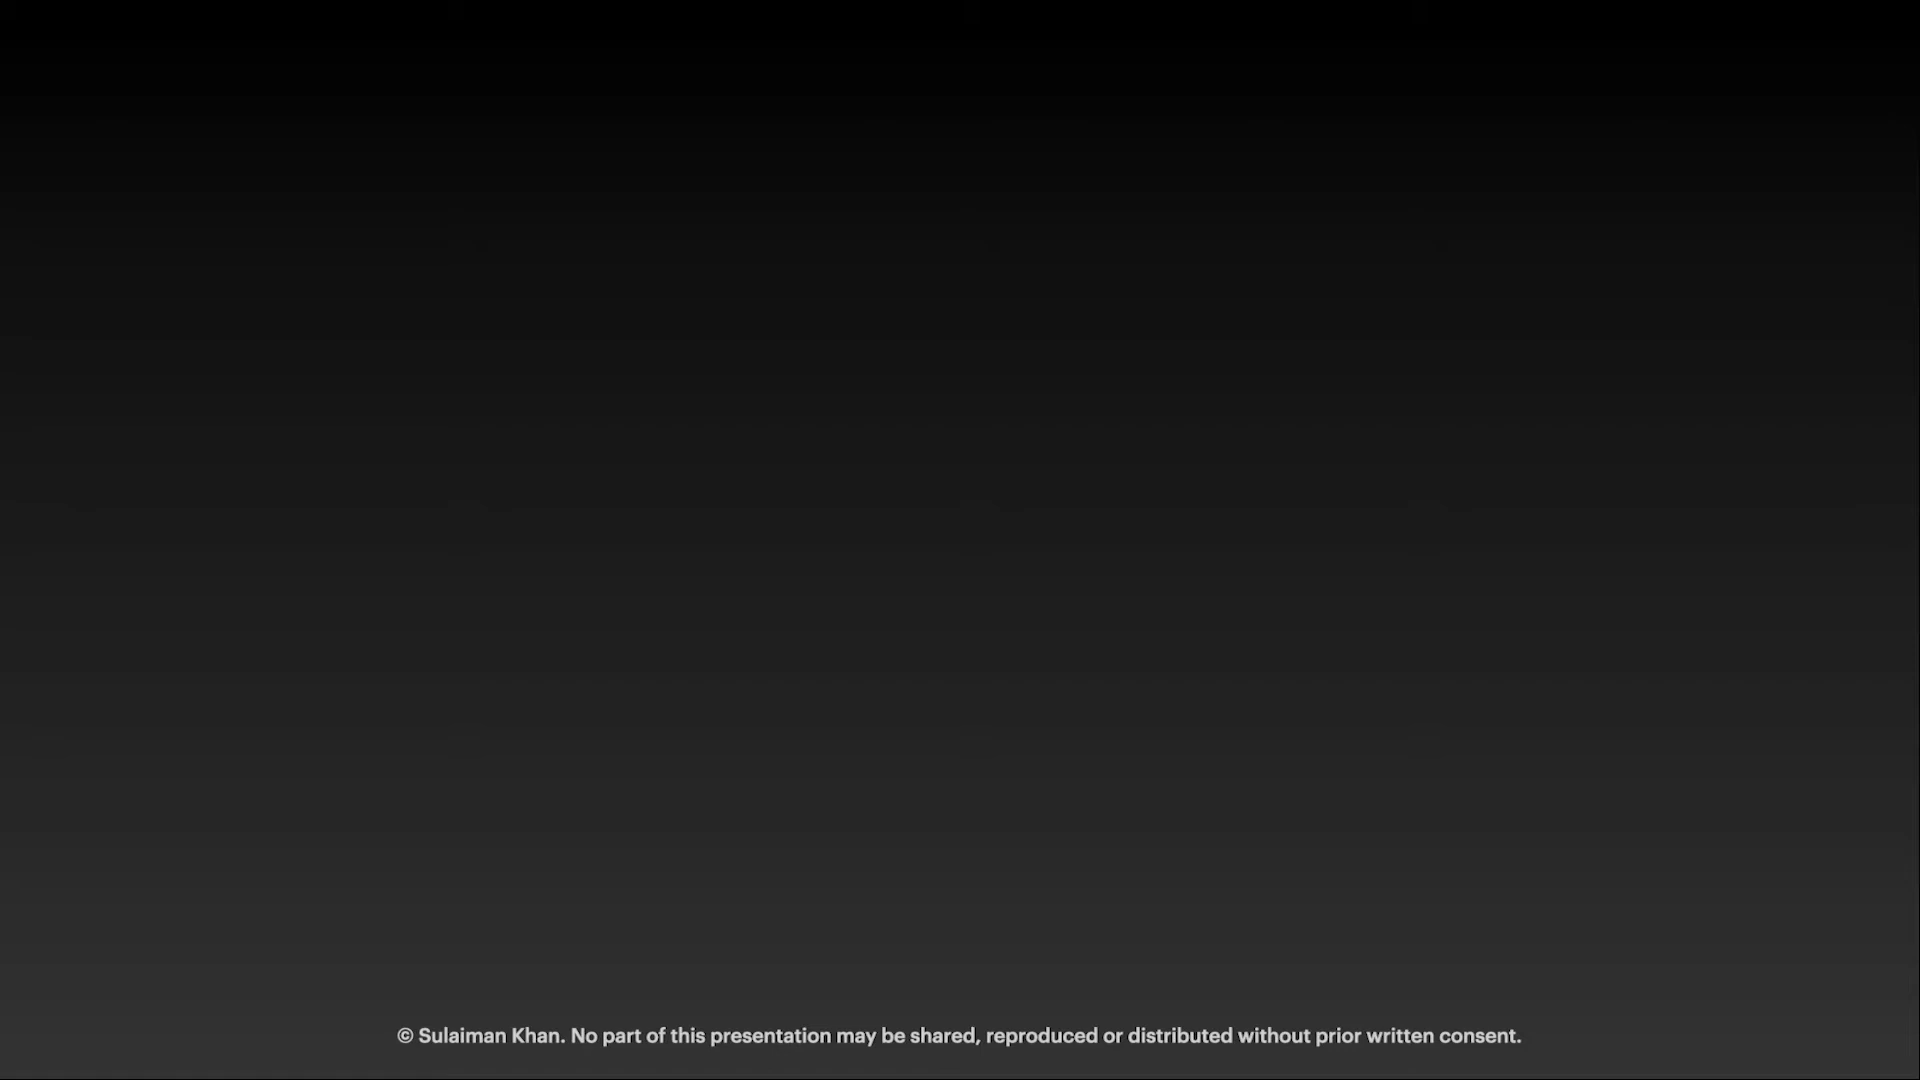 © Sulaiman Khan. No part of this presentation may be shared, reproduced or distributed without prior written consent.